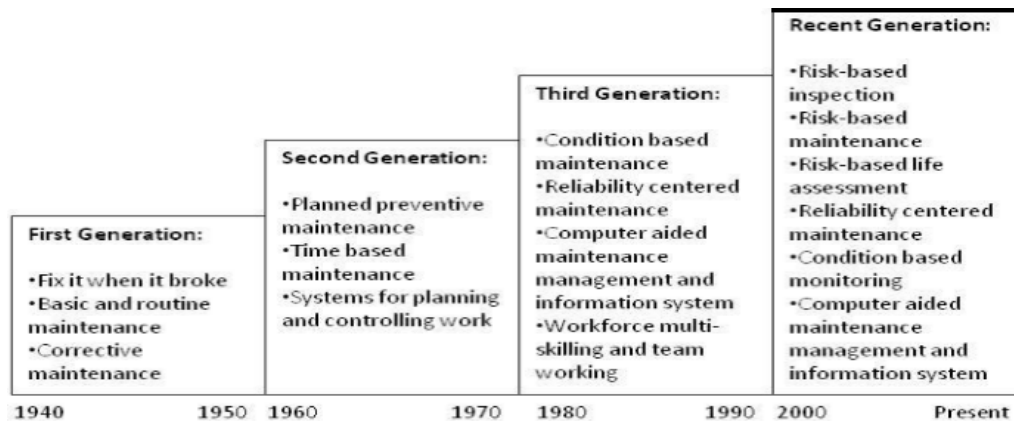 First Generation:
•Fix it when it broke
•Basic and routine
maintenance
•Corrective
maintenance
Second Generation:
•Planned preventive
maintenance
•Time based
maintenance
•Systems for planning
and controlling work
Third Generation:
•Condition based
maintenance
•Reliability centered
maintenance
•Computer aided
maintenance
management and
information system
•Workforce multi-
skilling and team
working
Recent Generation:
•Risk-based
inspection
•Risk-based
maintenance
•Risk-based life
assessment
•Reliability centered
maintenance
•Condition based
monitoring
•Computer aided
maintenance
management and
information system
1940 1950 1960 1970 1980 1990 2000 Present